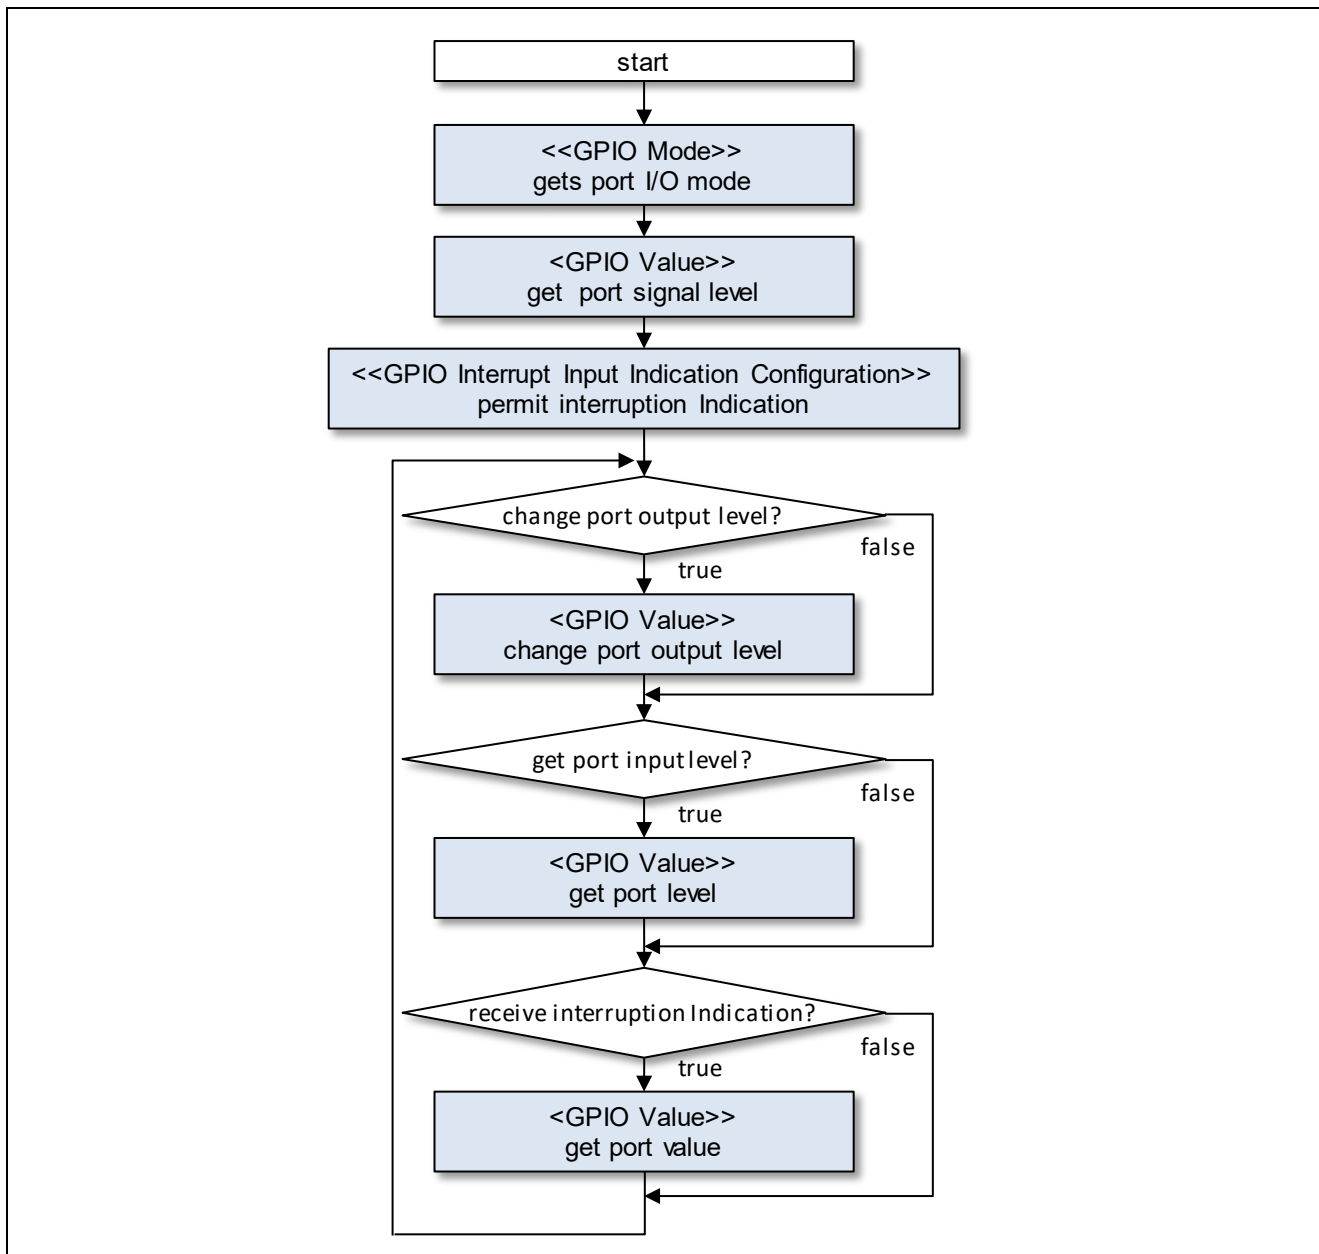 start
<<GPIO Mode>>
gets port I/O mode
<GPIO Value>>
get port signal level
<<GPIO Interrupt Input Indication Configuration>>
permit interruption Indication
change port output level?
false
true
<GPIO Value>>
change port output level
get port input level?
false
true
<GPIO Value>>
get port level
receive interruption Indication?
false
true
<GPIO Value>>
get port value